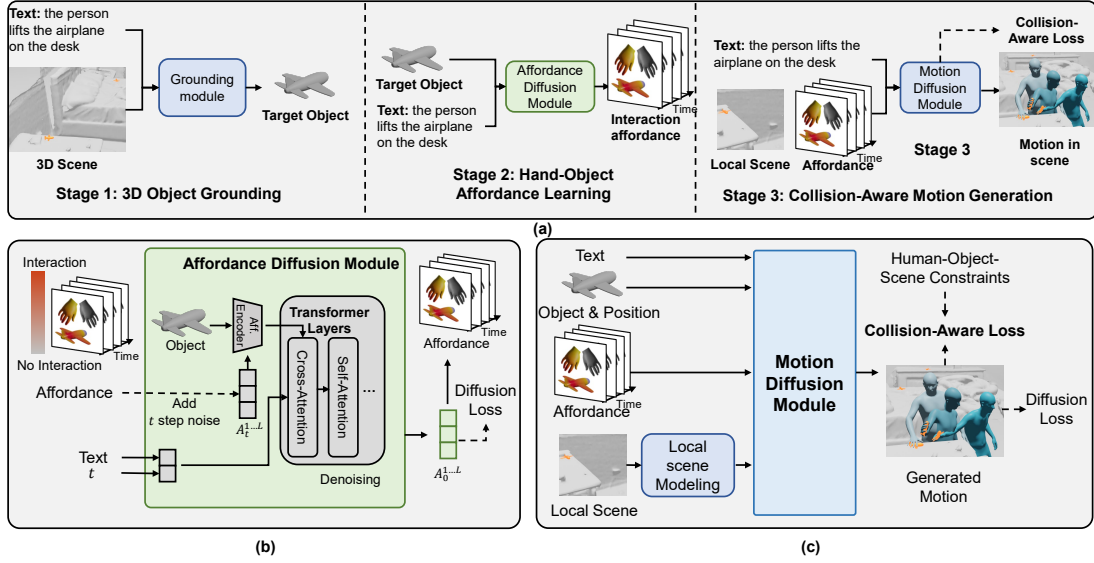 Text: the person
lifts the airplane
on the desk
3D Scene
Grounding
module
Target Object
Stage 1: 3D Object Grounding
Target Object
Text: the person
lifts the airplane
on the desk
Affordance
Diffusion
Module
Time
Interaction
affordance
Stage 2: Hand-Object
Affordance Learning
Text: the person lifts the
airplane on the desk
Local Scene
Time
Affordance
Motion
Diffusion
Module
Stage 3
Collision-
Aware Loss
Motion in
scene
Stage 3: Collision-Aware Motion Generation
(a)
Interaction
No Interaction
Time
Affordance
Add
t step noise
Text
t
Affordance Diffusion Module
Object
Aff.
Encoder
A_t^{1...L}
Transformer
Layers
Cross-Attention
Self-Attention
...
Denoising
Time
Affordance
Diffusion
Loss
A_0^{1...L}
(b)
Text
Object & Position
Time
Affordance
Local Scene
Local
scene
Modeling
Motion
Diffusion
Module
Human-Object-
Scene Constraints
Collision-Aware Loss
Diffusion
Loss
Generated
Motion
(c)